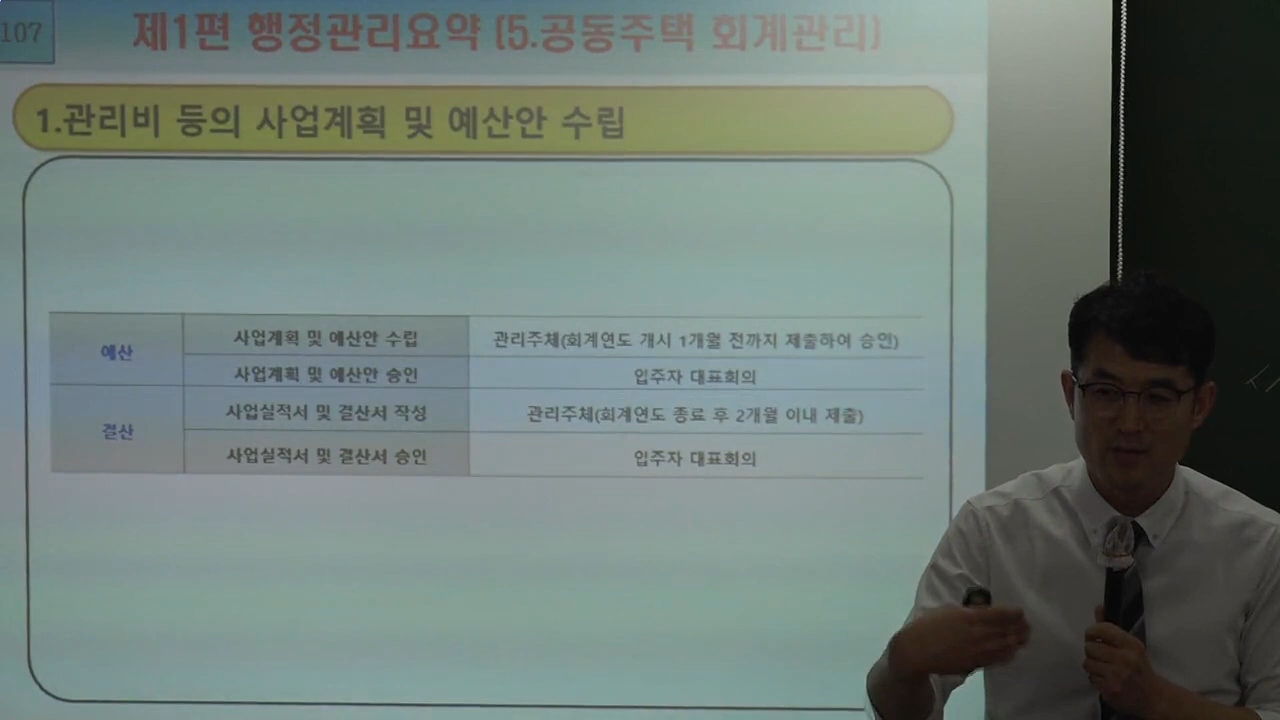 107
제1편 행정관리요약 (5.공동주택 회계관리)
1.관리비 등의 사업계획 및 예산안 수립
예산
사업계획 및 예산안 수립
관리주체(회계연도 개시 1개월 전까지 제출하여 승인)
사업계획 및 예산안 승인
입주자 대표회의
결산
사업실적서 및 결산서 작성
관리주체(회계연도 종료 후 2개월 이내 제출)
사업실적서 및 결산서 승인
입주자 대표회의